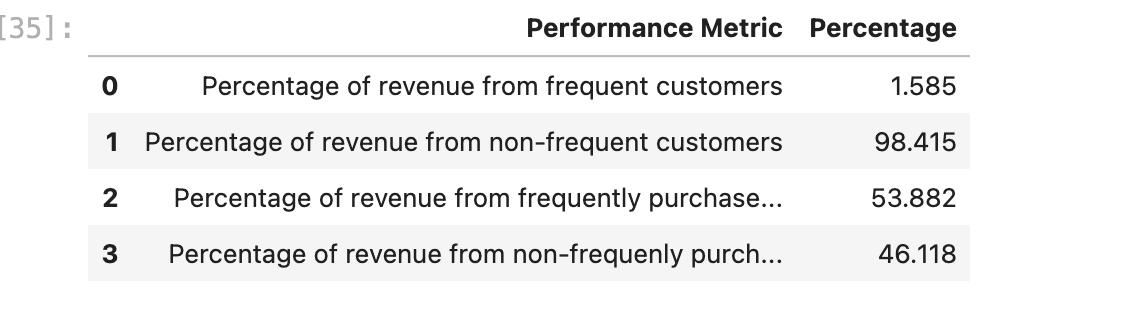 [35]:
Performance Metric Percentage
0 Percentage of revenue from frequent customers 1.585
1 Percentage of revenue from non-frequent customers 98.415
2 Percentage of revenue from frequently purchase... 53.882
3 Percentage of revenue from non-frequenly purch... 46.118